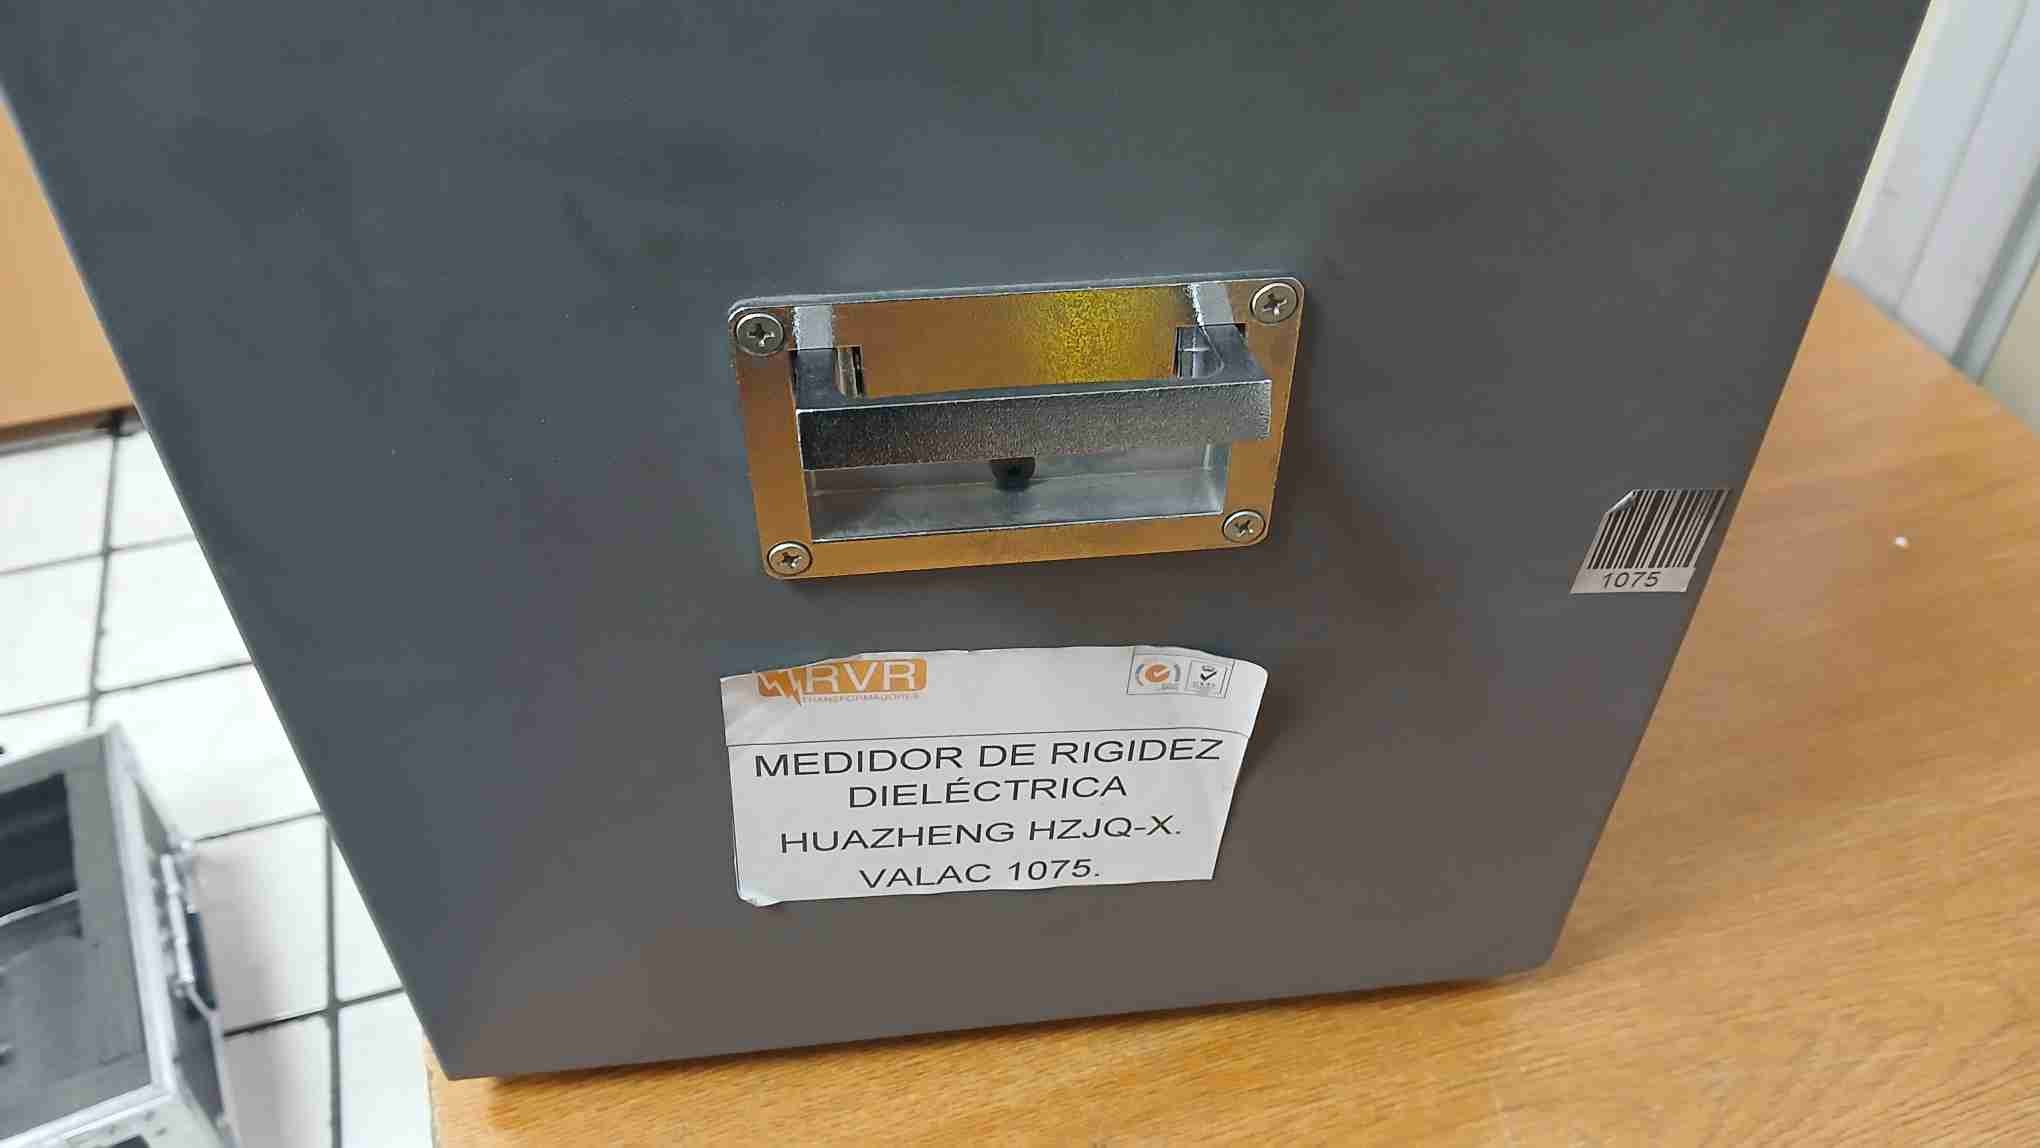 1075
RVR
TRANSFORMADORES
MEDIDOR DE RIGIDEZ
DIELÉCTRICA
HUAZHENG HZJQ-X.
VALAC 1075.